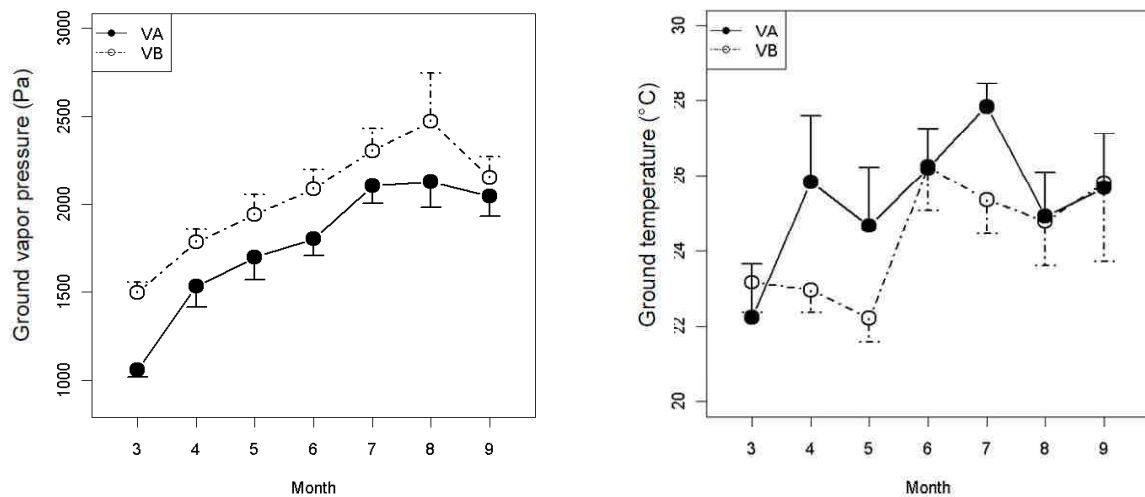 Ground vapor pressure (Pa)
3000
2500
2000
1500
1000
VA
VB
3 4 5 6 7 8 9
Month
Ground temperature (°C)
30
28
26
24
22
20
VA
VB
3 4 5 6 7 8 9
Month